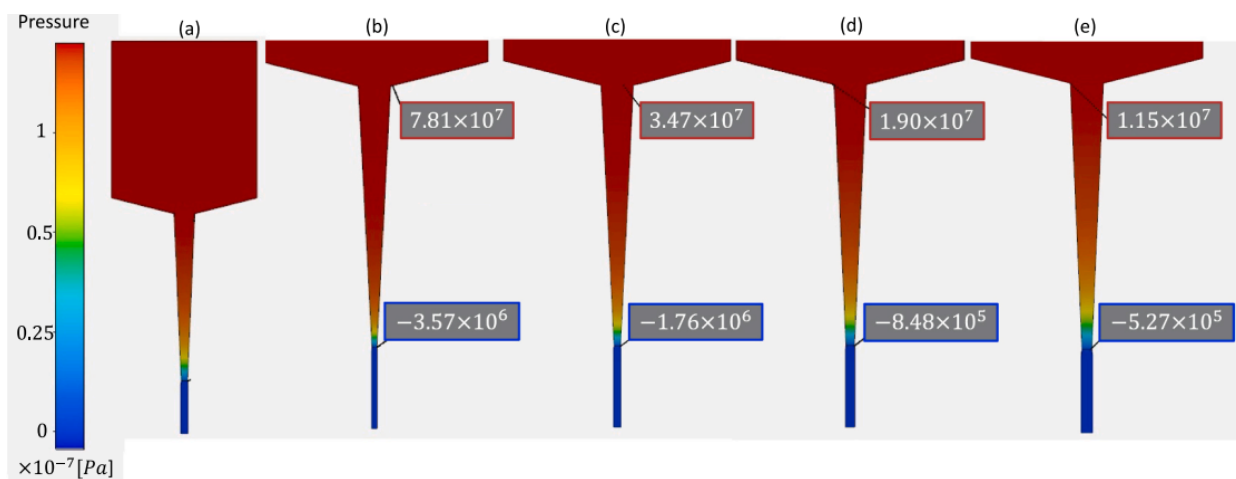 Pressure
(a)
(b)
(c)
(d)
(e)
7.81×10⁷
3.47×10⁷
1.90×10⁷
1.15×10⁷
1
0.5
0.25
0
−3.57×10⁶
−1.76×10⁶
−8.48×10⁵
−5.27×10⁵
×10⁻⁷[Pa]